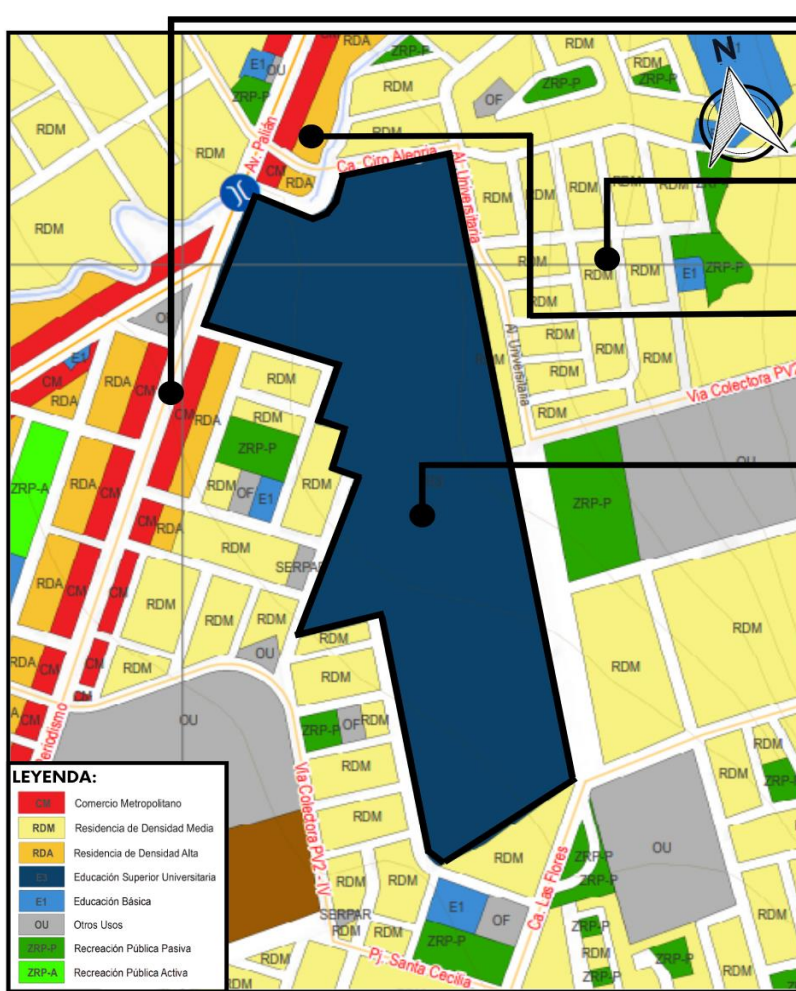 RDA
ZRP-P
RDM
E1
OU
E1
RDM
RDM
ZRP-P
OF
ZRP-P
RDM
N
Av. Palián
RDM
Ca. Ciro Alegría
RDM
CM
RDA
Al. Universitaria
RDM
RDM
RDM
RDM
RDM
ZRP-P
RDM
RDM
RDM
RDM
E1
ZRP-P
RDM
RDM
RDM
RDM
RDM
RDM
RDM
Al. Universitaria
Via Colectora PV2
E1
CM
RDA
RDA
CM
CM
RDA
RDM
RDM
ZRP-P
RDM
OF
E1
RDM
OU
ZRP-P
ZRP-A
RDA
CM
CM
RDA
RDM
SERPAR
RDA
CM
CM
RDM
RDM
RDM
RDM
RDM
RDM
RDA
CM
CM
RDM
OU
RDM
CM
CM
OU
ZRP-P
OF
RDM
RDM
RDM
Via Colectora PV2 - IV
RDM
ZRP-P
OU
RDM
Ca. Las Flores
ZRP-P
ZRP-P
RDM
RDM
E1
OF
SERPAR
RDM
RDM
ZRP-P
ZRP-P
RDM
ZRP-P
ZRP-P
RDM
RDM
RDM
Pj. Santa Cecilia
LEYENDA:
CM Comercio Metropolitano
RDM Residencia de Densidad Media
RDA Residencia de Densidad Alta
E3 Educación Superior Universitaria
E1 Educación Básica
OU Otros Usos
ZRP-P Recreación Pública Pasiva
ZRP-A Recreación Pública Activa